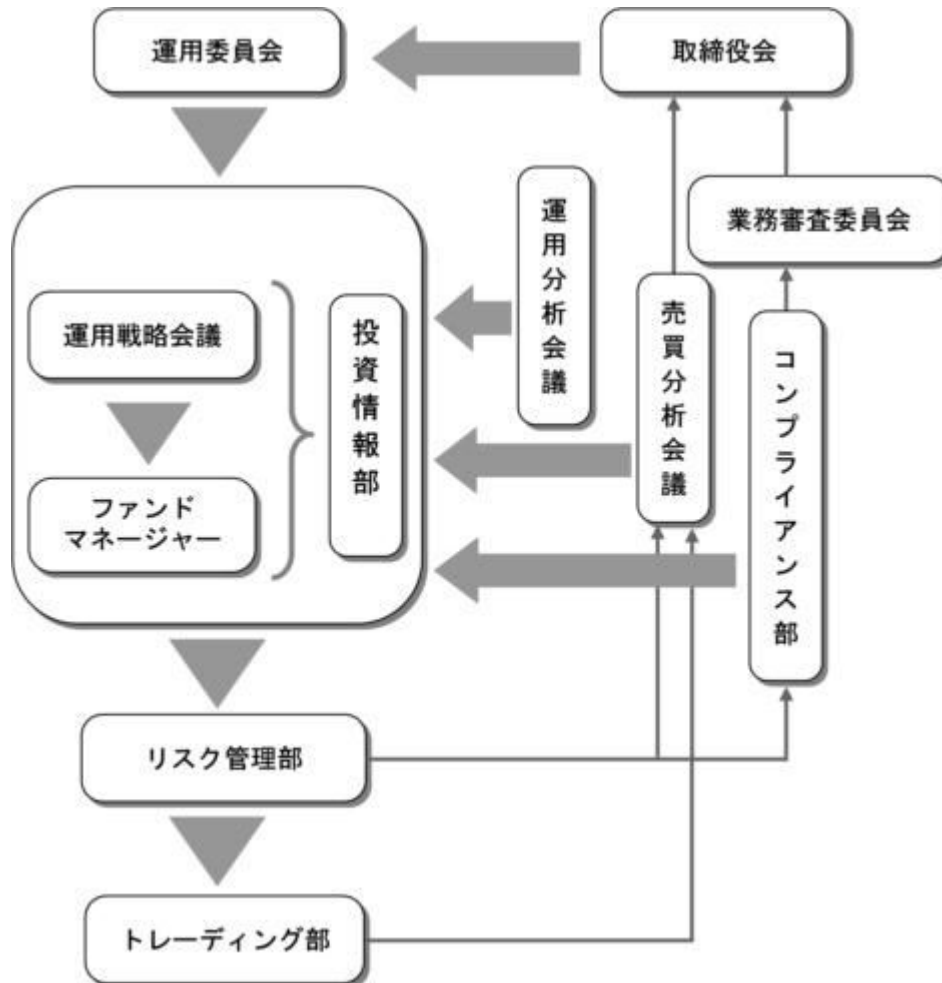 運用委員会
取締役会
運用分析会議
業務審査委員会
売買分析会議
運用戦略会議
投資情報部
コンプライアンス部
ファンド
マネージャー
リスク管理部
トレーディング部